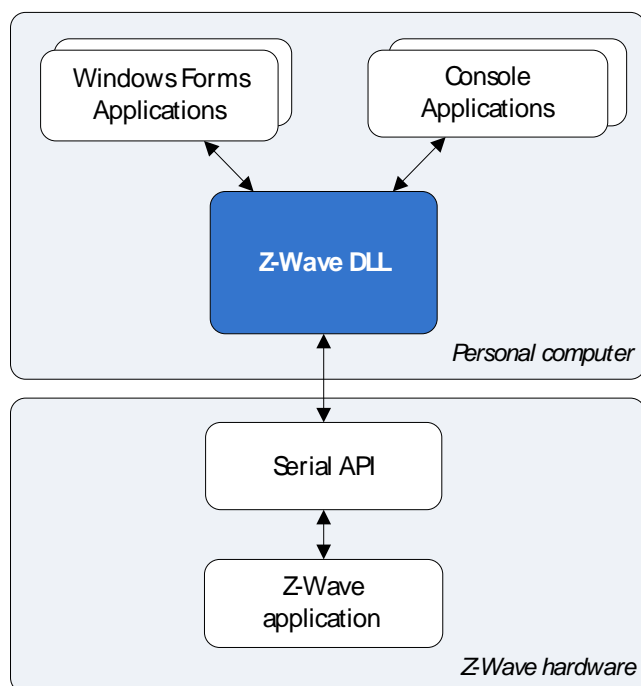 Windows Forms
Applications
Console
Applications
Z-Wave DLL
Personal computer
Serial API
Z-Wave
application
Z-Wave hardware